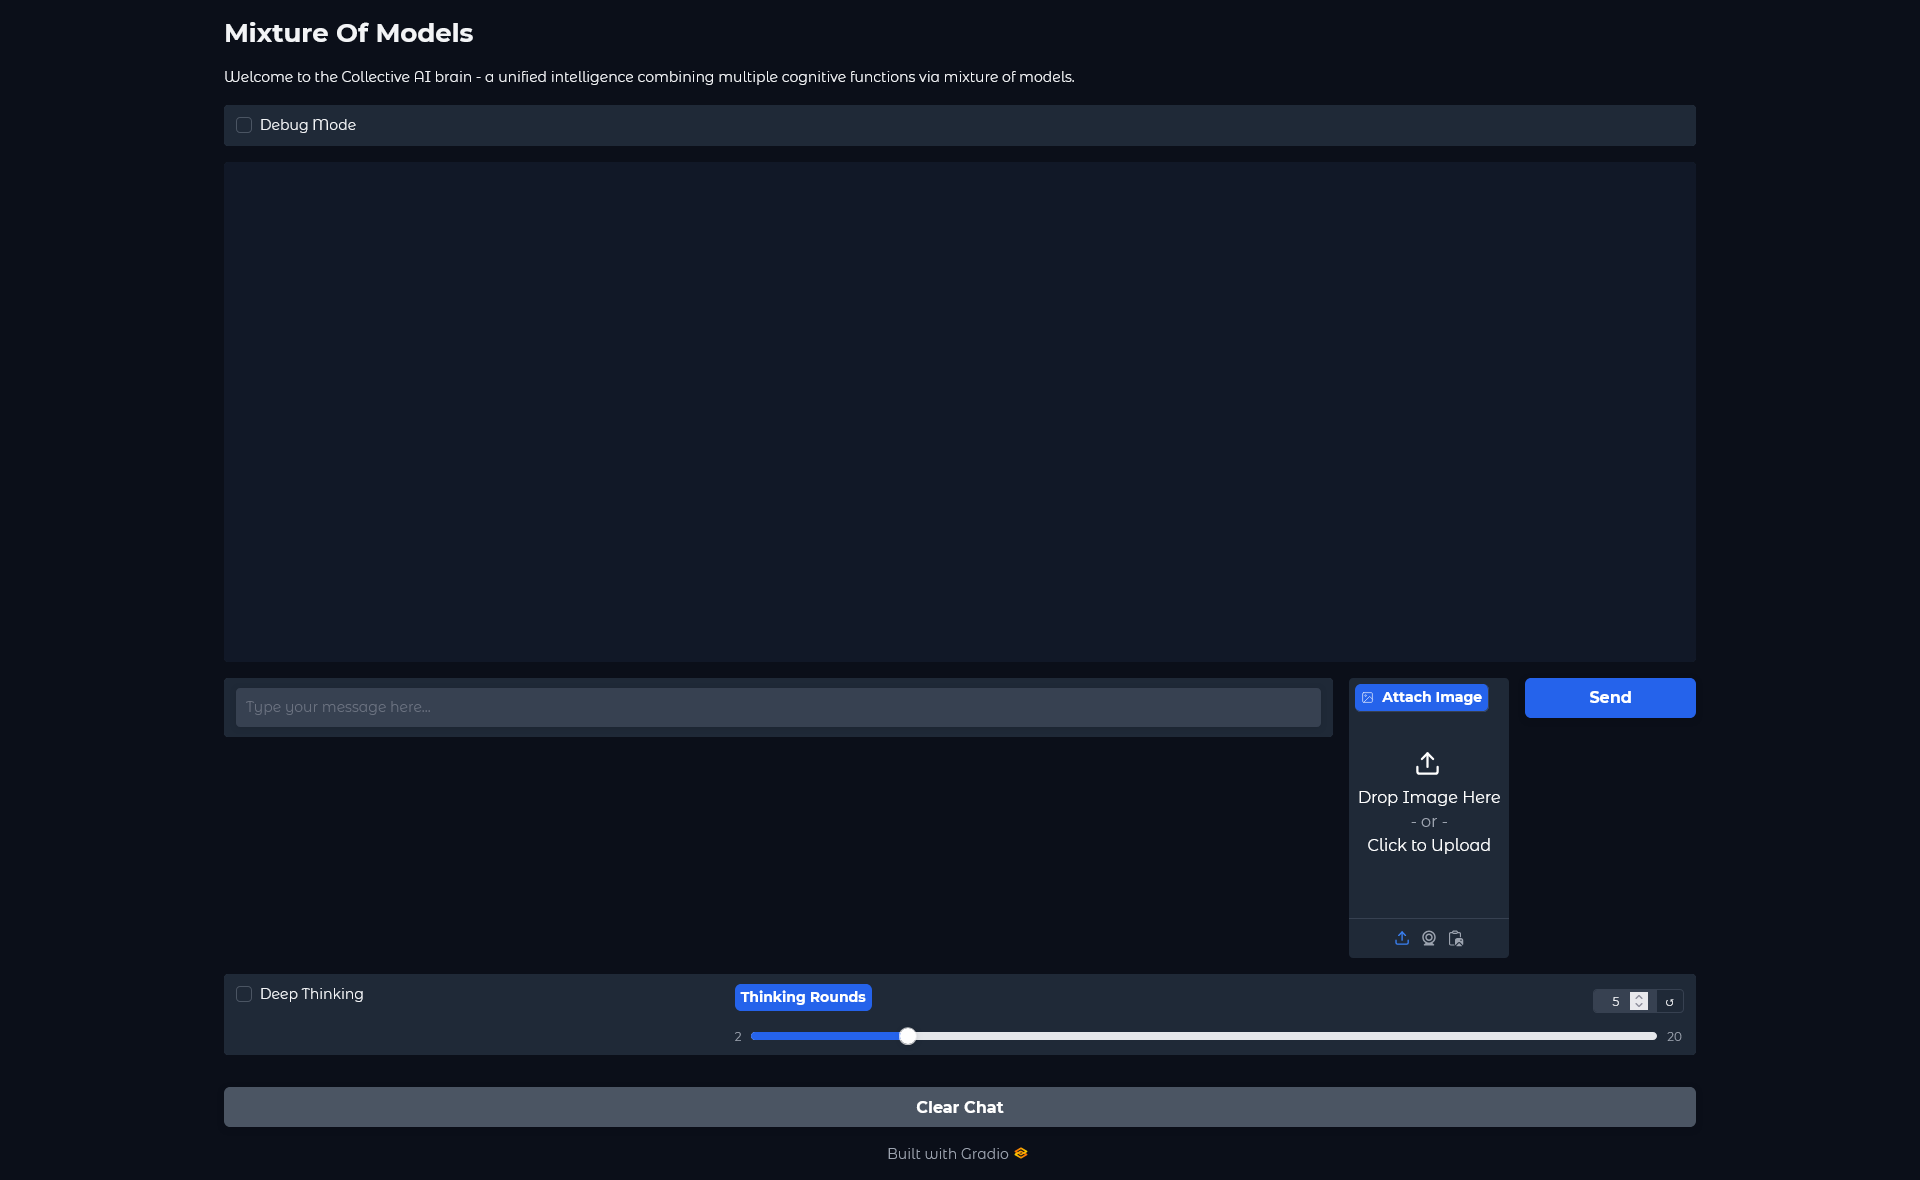 Mixture Of Models
Welcome to the Collective AI brain - a unified intelligence combining multiple cognitive functions via mixture of models.
Debug Mode
Type your message here...
Attach Image
Send
Drop Image Here
- or -
Click to Upload
Deep Thinking
Thinking Rounds
5
2
20
Clear Chat
Built with Gradio